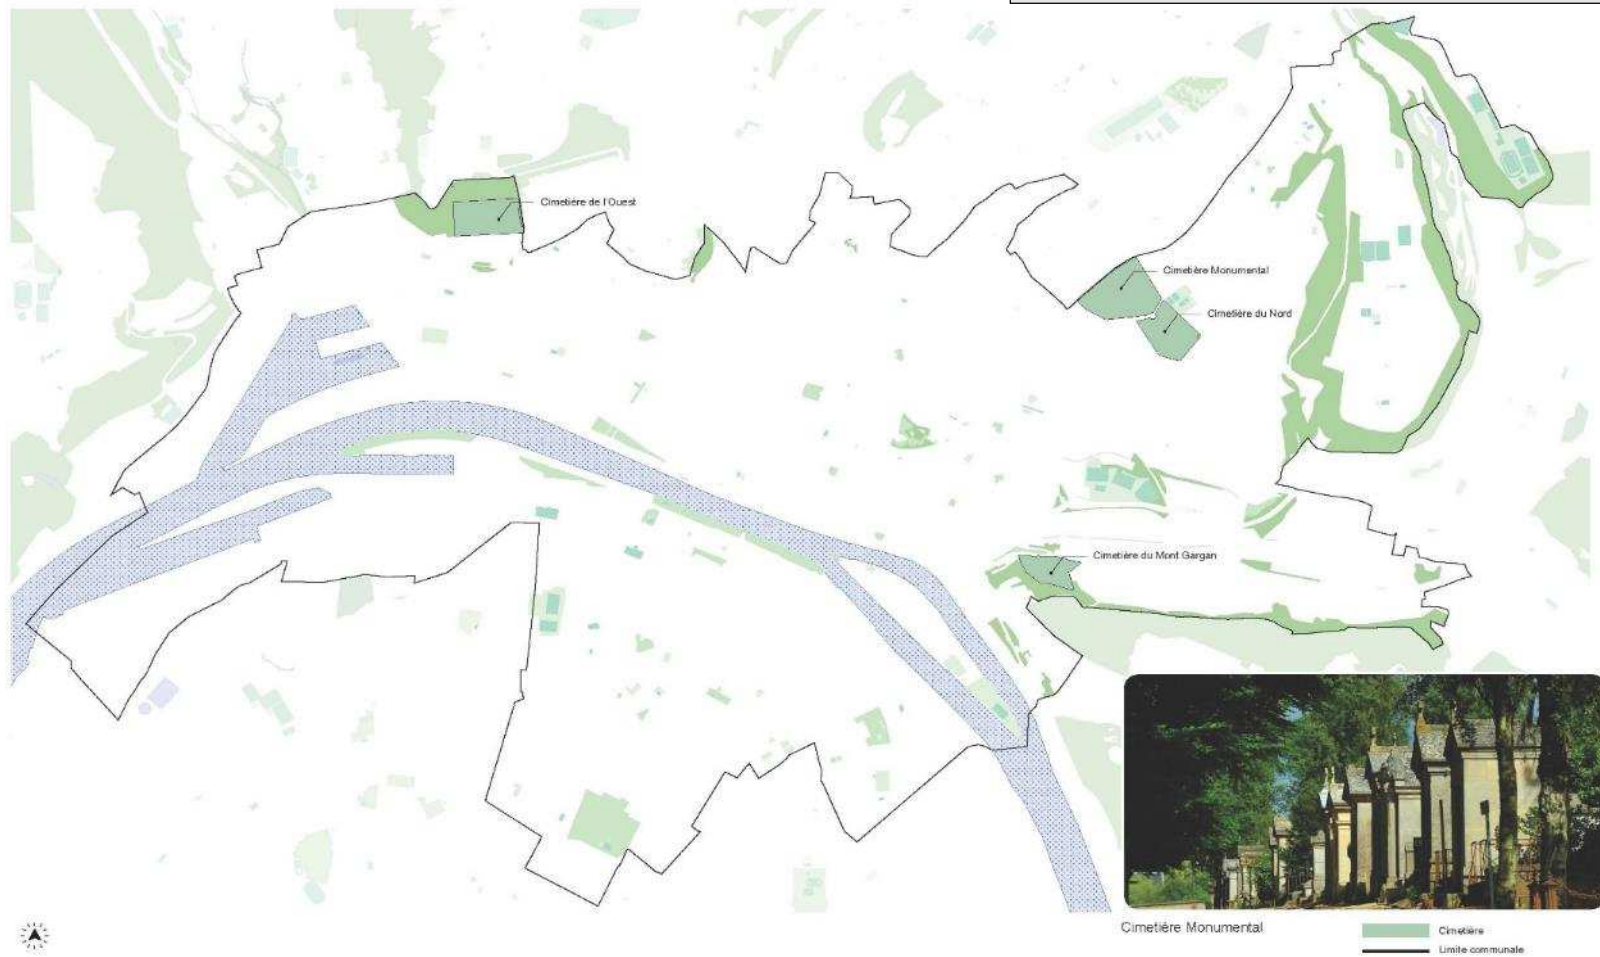 Cimetière de l'Ouest
Cimetière Monumental
Cimetière du Nord
Cimetière du Mont Gargan
Cimetière Monumental
Cimetière
Limite communale